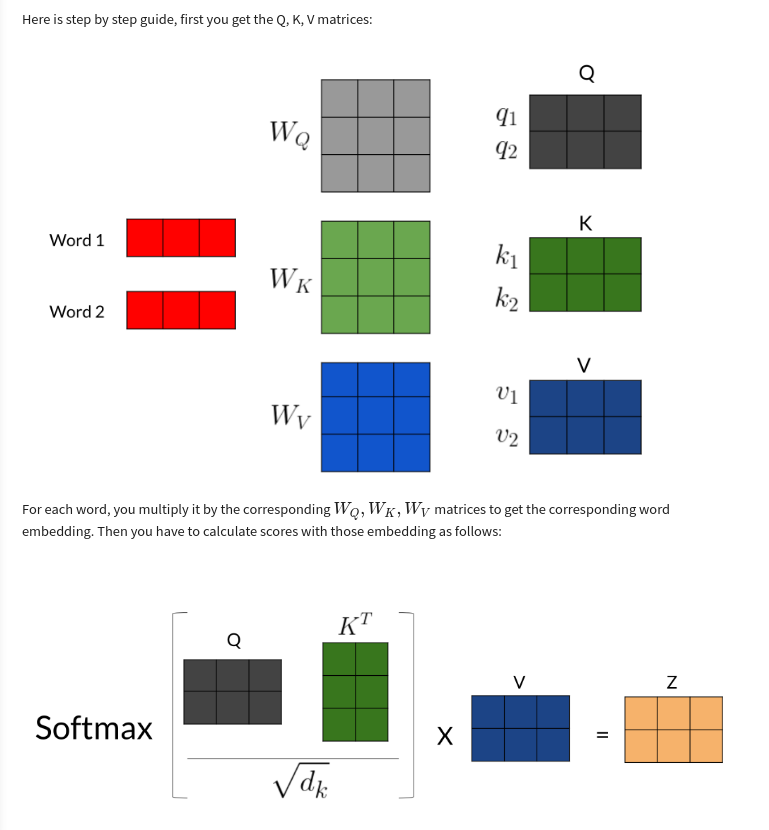 Here is step by step guide, first you get the Q, K, V matrices:
Q
W_Q
q_1
q_2
K
Word 1
W_K
k_1
k_2
Word 2
V
W_V
v_1
v_2
For each word, you multiply it by the corresponding W_Q, W_K, W_V matrices to get the corresponding word
embedding. Then you have to calculate scores with those embedding as follows:
Q
K^T
V
Z
Softmax
X
=
√d_k